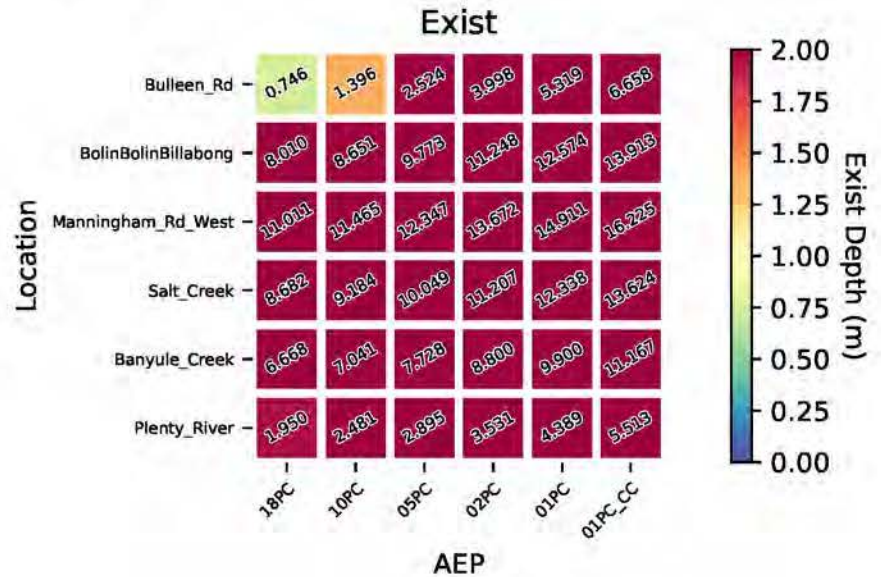 Exist
Bulleen_Rd 0.746 1.396 2.524 3.998 5.319 6.658
BolinBolinBillabong 8.010 8.651 9.773 11.248 12.574 13.913
Manningham_Rd_West 11.011 11.465 12.347 13.672 14.911 16.225
Salt_Creek 8.682 9.184 10.049 11.207 12.338 13.624
Banyule_Creek 6.668 7.041 7.728 8.800 9.900 11.167
Plenty_River 1.950 2.481 2.895 3.531 4.389 5.513
18PC 10PC 05PC 02PC 01PC 01PC_CC
AEP
Location
2.00
1.75
1.50
1.25
1.00
0.75
0.50
0.25
0.00
Exist Depth (m)